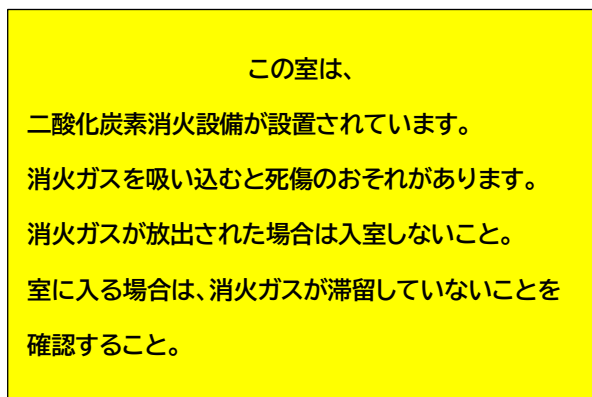 この室は、
二酸化炭素消火設備が設置されています。
消火ガスを吸い込むと死傷のおそれがあります。
消火ガスが放出された場合は入室しないこと。
室に入る場合は、消火ガスが滞留していないことを
確認すること。